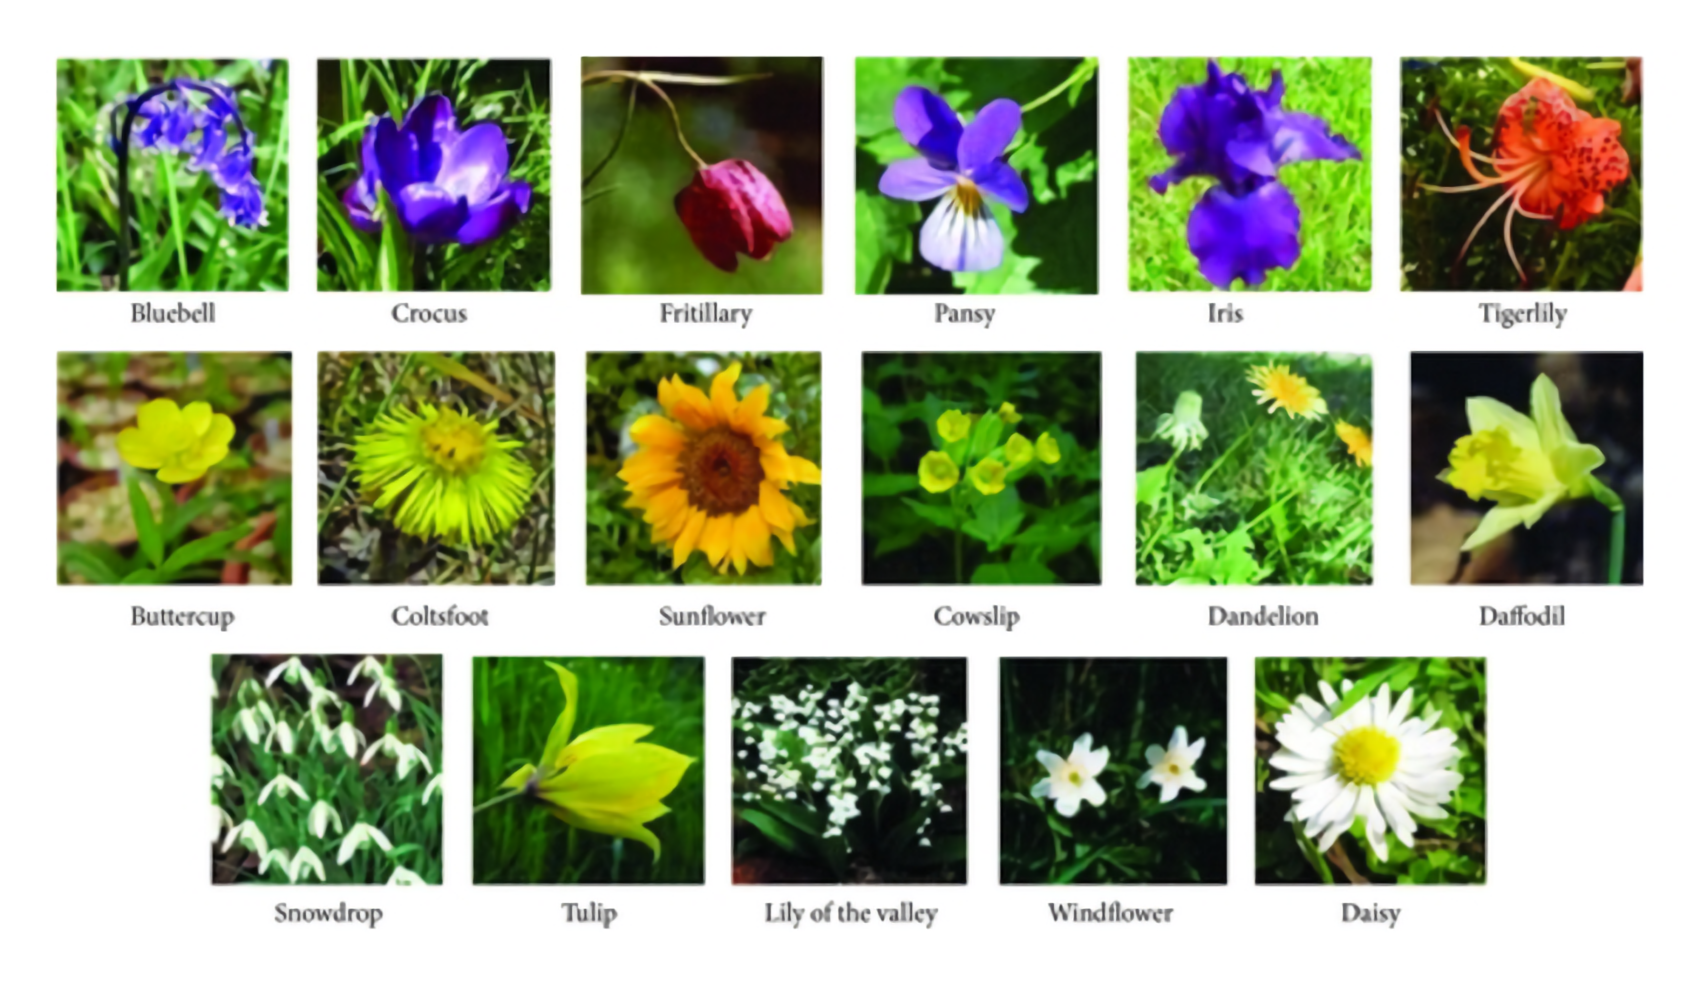 Bluebell
Crocus
Fritillary
Pansy
Iris
Tigerlily
Buttercup
Coltsfoot
Sunflower
Cowslip
Dandelion
Daffodil
Snowdrop
Tulip
Lily of the valley
Windflower
Daisy